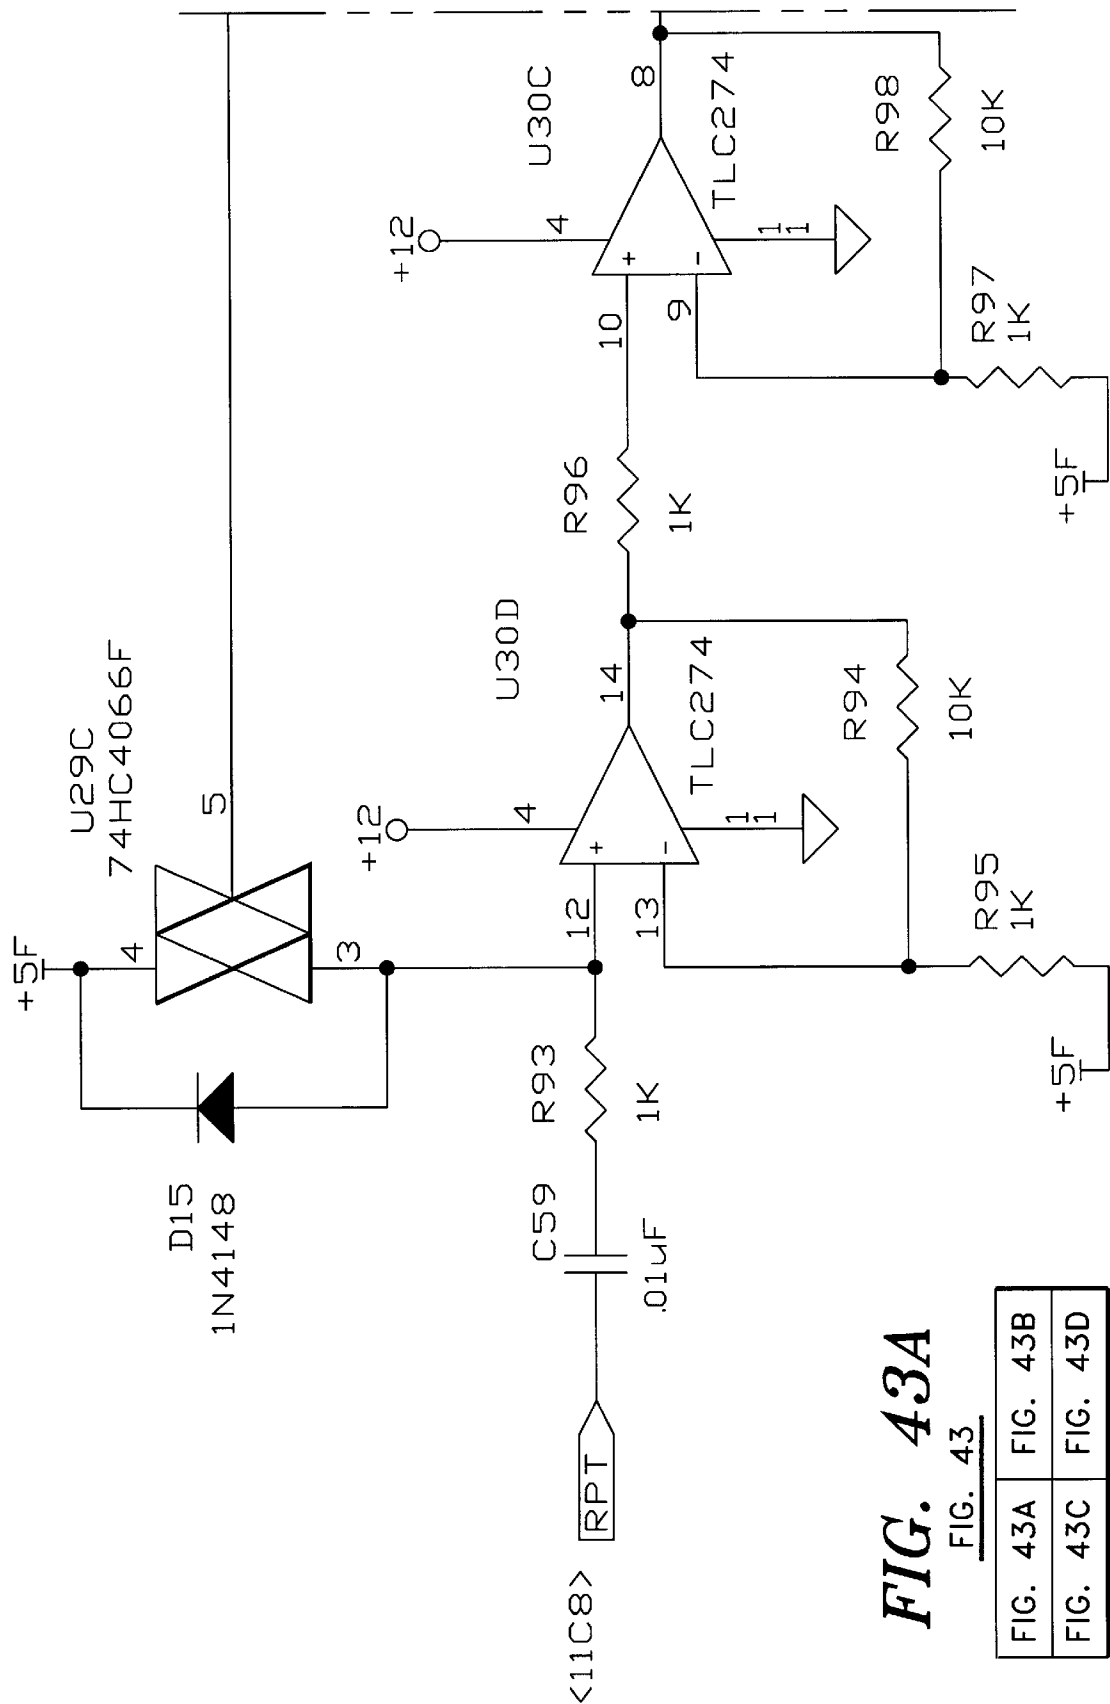 +5F
U29C
74HC4066F
4
3
5
D15
1N4148
+12
4
U30D
12
13
14
11
TLC274
<11C8>
RPT
C59
.01uF
R93
1K
R94
10K
R95
1K
+5F
R96
1K
+12
4
U30C
10
9
8
11
TLC274
R98
10K
R97
1K
+5F
FIG. 43A
FIG. 43
FIG. 43A FIG. 43B
FIG. 43C FIG. 43D
+
-
+
-